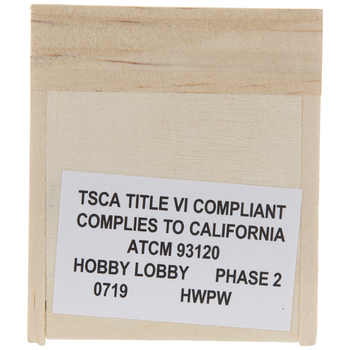 TSCA TITLE VI COMPLIANT
COMPLIES TO CALIFORNIA
ATCM 93120
HOBBY LOBBY PHASE 2
0719 HWPW